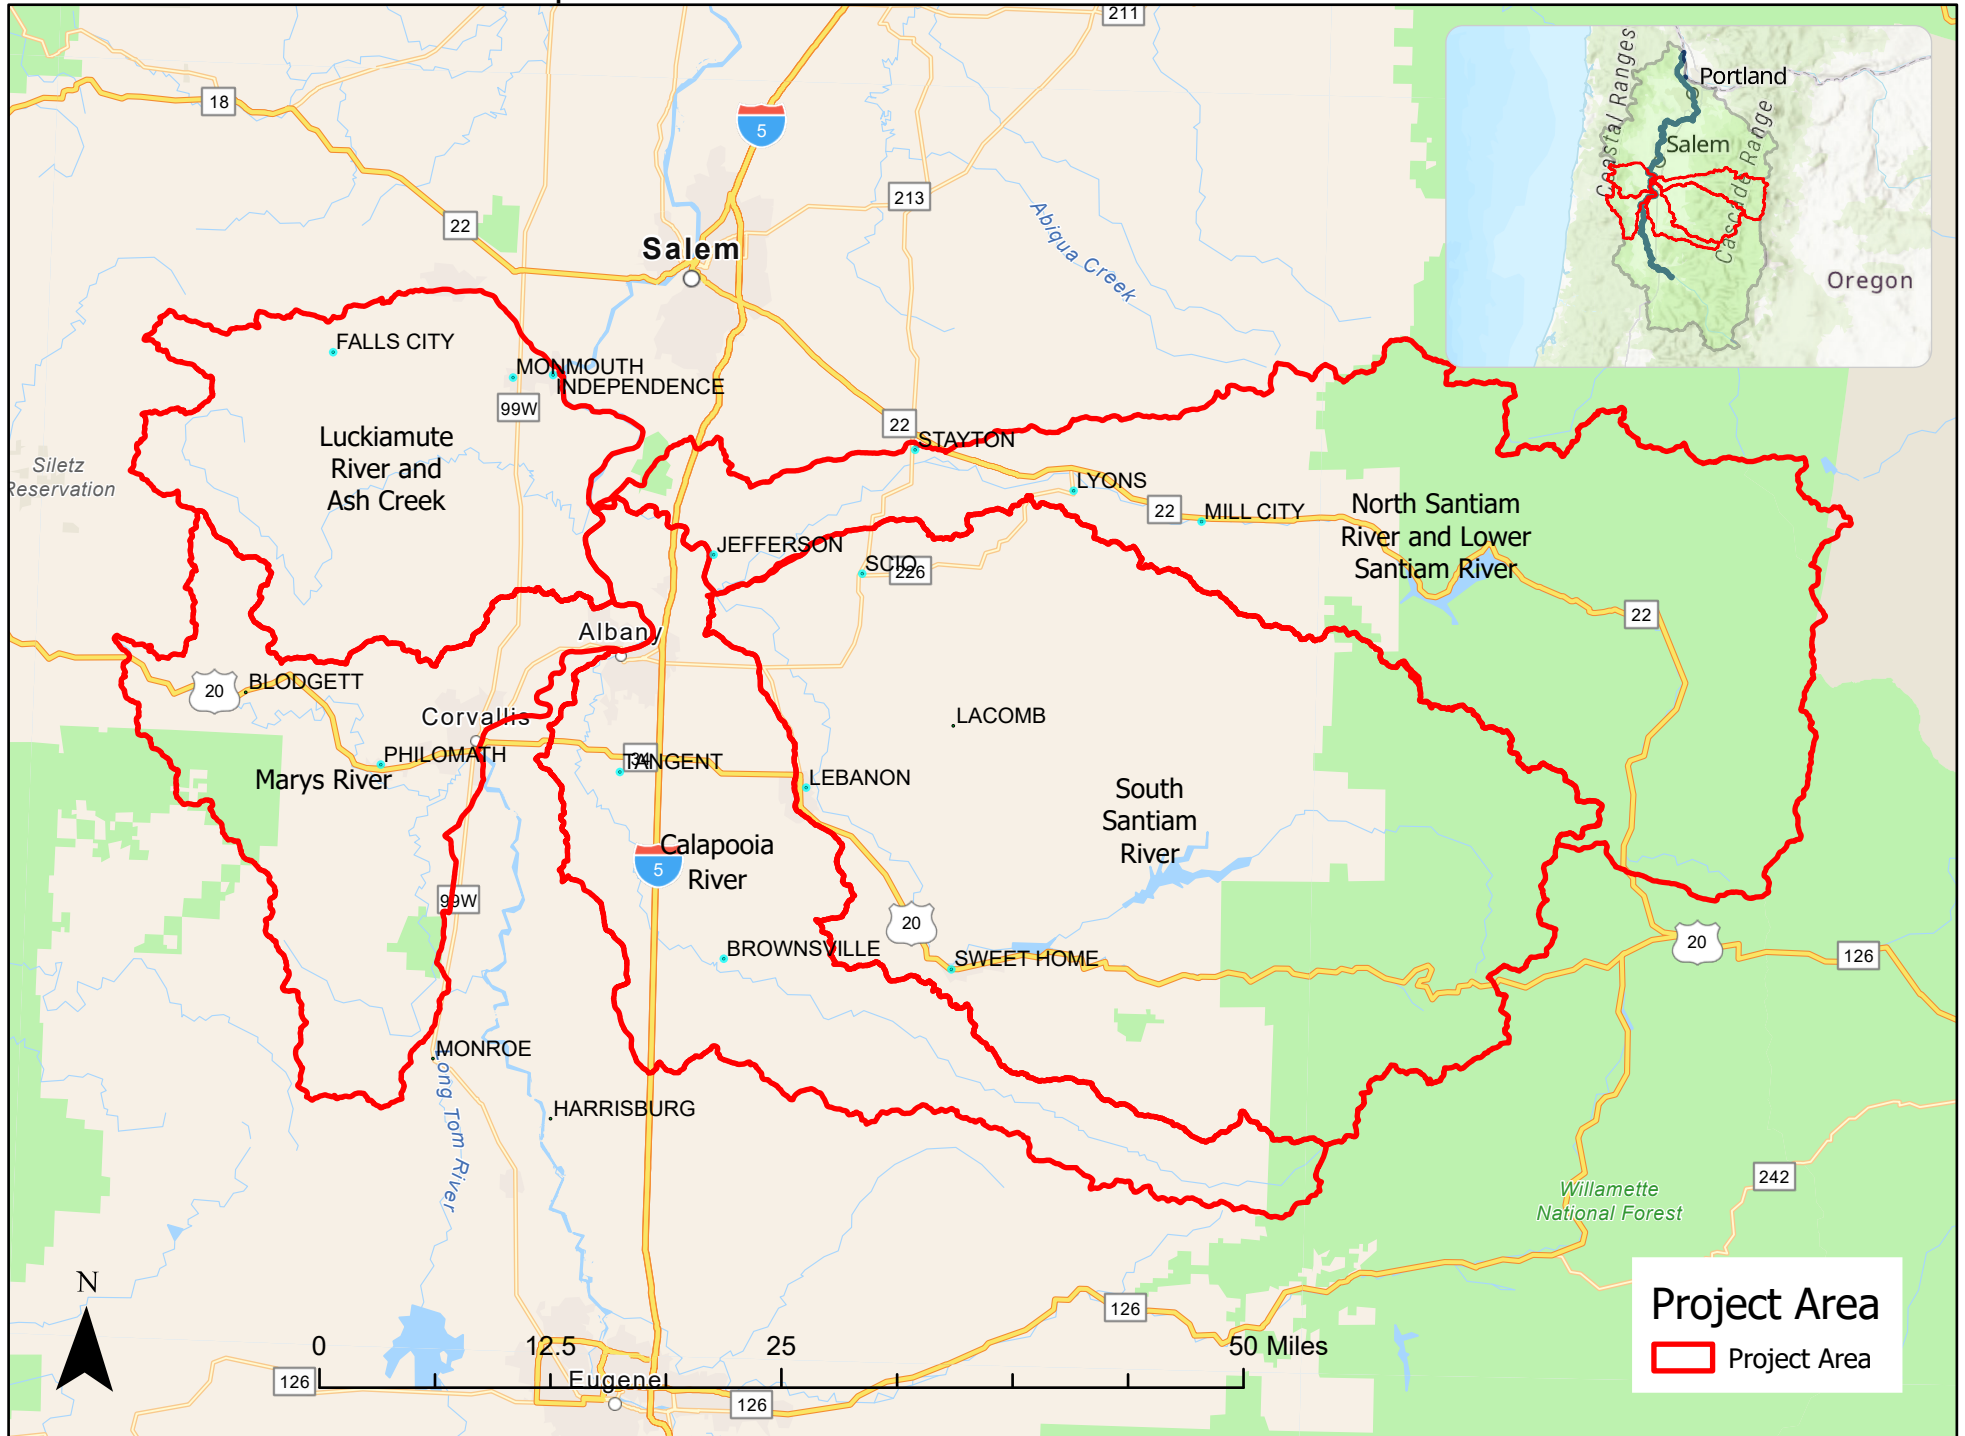 211
18
5
Coastal Ranges
Portland
Cascade Range
Salem
Oregon
22
213
Salem
Abiqua Creek
FALLS CITY
MONMOUTH
INDEPENDENCE
99W
22
STAYTON
Luckiamute
River and
Ash Creek
Siletz
Reservation
LYONS
22
MILL CITY
North Santiam
River and Lower
Santiam River
JEFFERSON
SCIO
226
22
Albany
20
BLODGETT
Corvallis
LACOMB
PHILOMATH
Marys River
34
TANGENT
LEBANON
South
Santiam
River
Calapooia
River
5
99W
20
BROWNSVILLE
SWEET HOME
20
126
MONROE
Long Tom River
HARRISBURG
242
Willamette
National Forest
N
0
12.5
25
50 Miles
126
Eugene
126
126
Project Area
Project Area